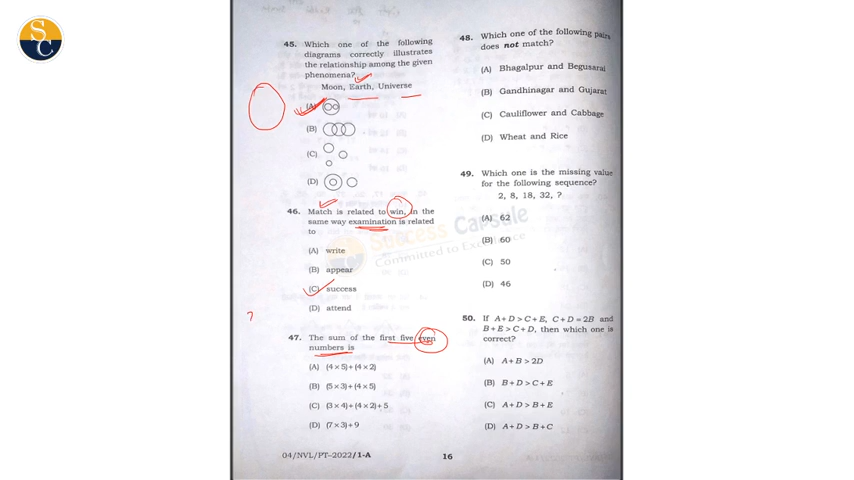 S
C
45. Which one of the following
diagrams correctly illustrates
the relationship among the given
phenomena?
Moon, Earth, Universe
(A)
(B)
(C)
(D)
46. Match is related to win, in the
same way examination is related
to
(A) write
(B) appear
(C) success
(D) attend
47. The sum of the first five even
numbers is
(A) (4×5)+(4×2)
(B) (5×3)+(4×5)
(C) (3×4)+(4×2)+5
(D) (7×3)+9
04/NVL/PT-2022/1-A
16
48. Which one of the following pairs
does not match?
(A) Bhagalpur and Begusarai
(B) Gandhinagar and Gujarat
(C) Cauliflower and Cabbage
(D) Wheat and Rice
49. Which one is the missing value
for the following sequence?
2, 8, 18, 32, ?
(A) 62
(B) 60
(C) 50
(D) 46
50. If A+D>C+E, C+D=2B and
B+E>C+D, then which one is
correct?
(A) A+B>2D
(B) B+D>C+E
(C) A+D>B+E
(D) A+D>B+C
Success Capsule
Committed to Excellence